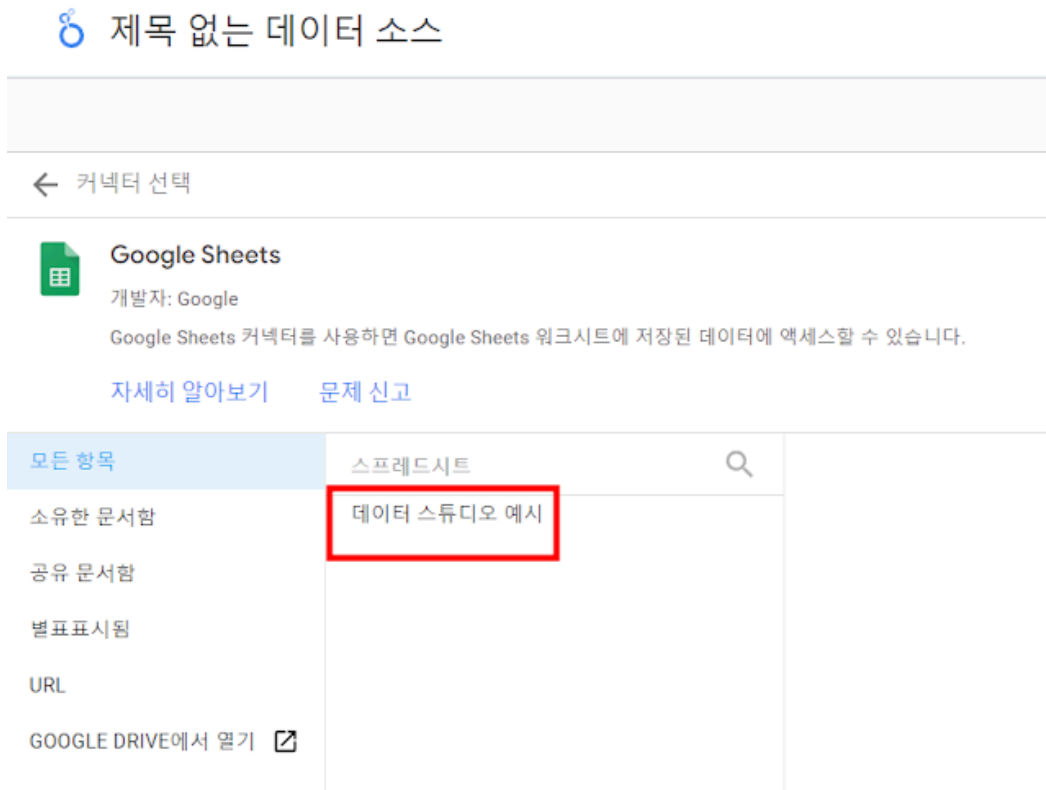 제목 없는 데이터 소스
커넥터 선택
Google Sheets
개발자: Google
Google Sheets 커넥터를 사용하면 Google Sheets 워크시트에 저장된 데이터에 액세스할 수 있습니다.
자세히 알아보기 문제 신고
모든 항목
스프레드시트
데이터 스튜디오 예시
소유한 문서함
공유 문서함
별표표시됨
URL
GOOGLE DRIVE에서 열기